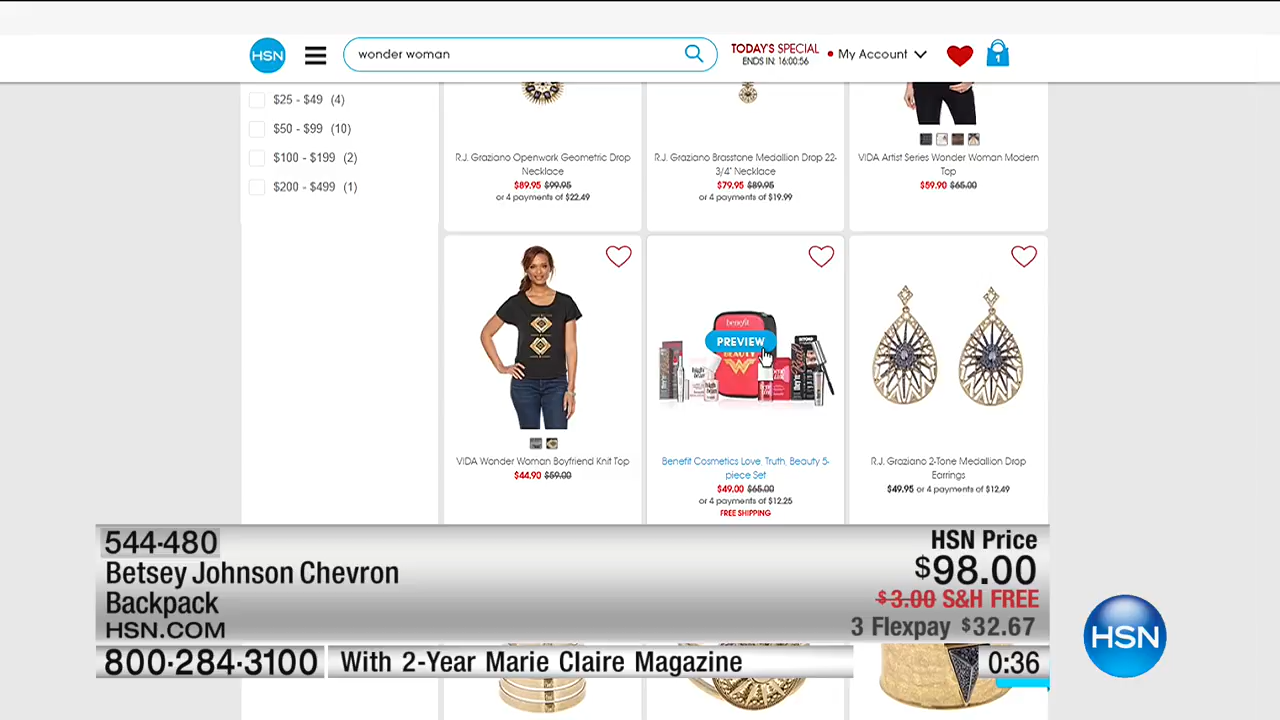 HSN
wonder woman
TODAY'S SPECIAL
ENDS IN: 16:00:56
My Account
1
$25 - $49 (4)
$50 - $99 (10)
$100 - $199 (2)
$200 - $499 (1)
R.J. Graziano Openwork Geometric Drop
Necklace
$89.95 $99.95
or 4 payments of $22.49
R.J. Graziano Brasstone Medallion Drop 22-
3/4" Necklace
$79.95 $89.95
or 4 payments of $19.99
VIDA Artist Series Wonder Woman Modern
Top
$59.90 $65.00
VIDA Wonder Woman Boyfriend Knit Top
$44.90 $59.00
benefit
PREVIEW
BEAUTY
Benefit Cosmetics Love, Truth, Beauty 5-
piece Set
$49.00 $65.00
or 4 payments of $12.25
FREE SHIPPING
R.J. Graziano 2-Tone Medallion Drop
Earrings
$49.95 or 4 payments of $12.49
544-480
Betsey Johnson Chevron
Backpack
HSN.COM
HSN Price
$98.00
$3.00 S&H FREE
3 Flexpay $32.67
800·284·3100
With 2-Year Marie Claire Magazine
0:36
HSN